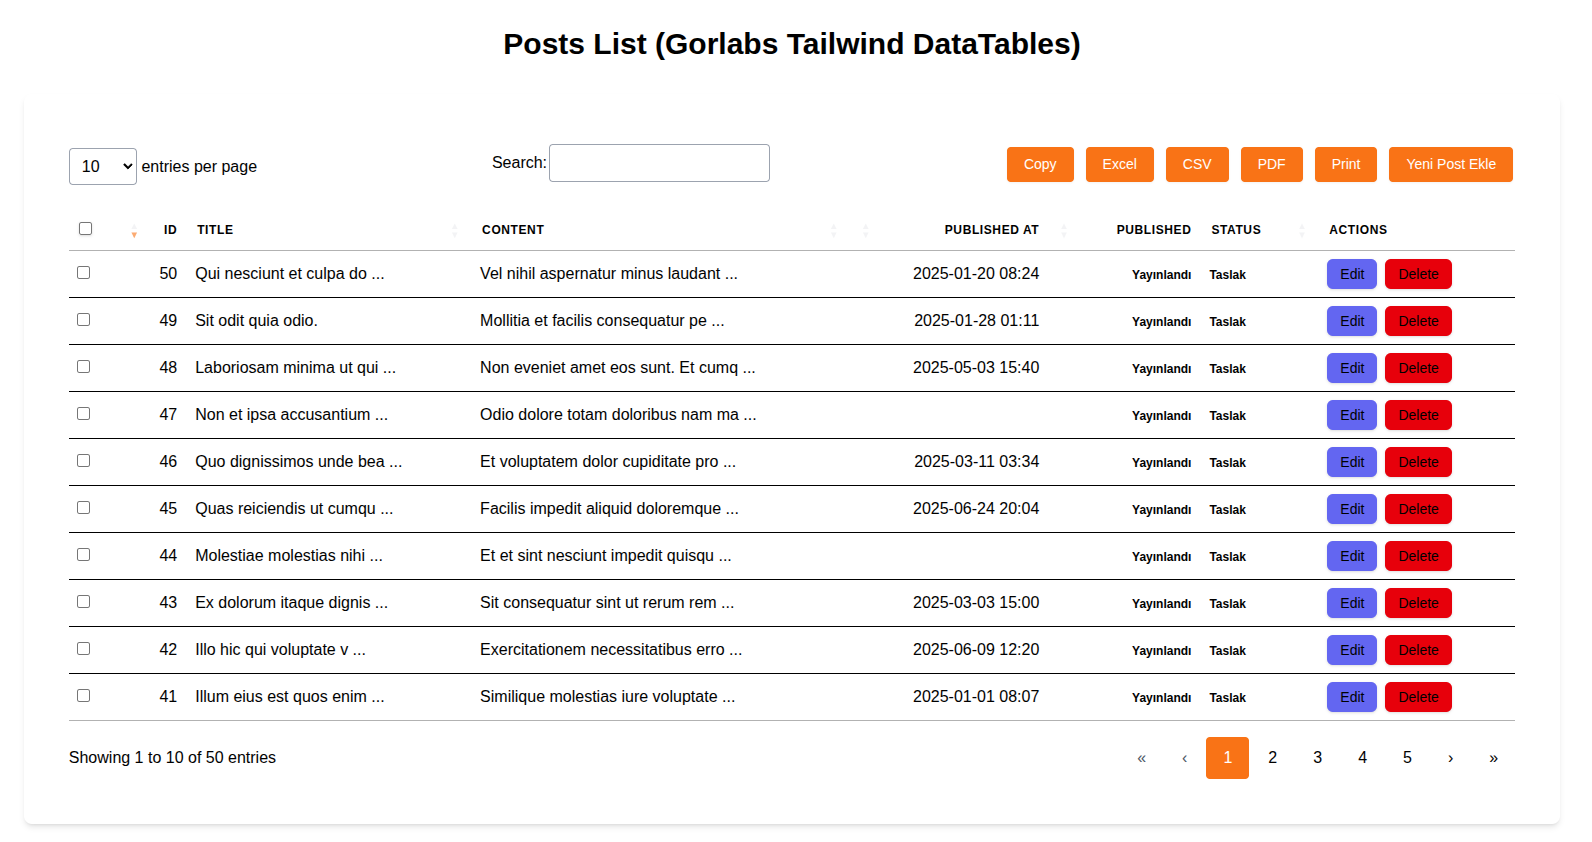 Posts List (Gorlabs Tailwind DataTables)
10 entries per page Search: Copy Excel CSV PDF Print Yeni Post Ekle
ID TITLE CONTENT PUBLISHED AT PUBLISHED STATUS ACTIONS
50 Qui nesciunt et culpa do ... Vel nihil aspernatur minus laudant ... 2025-01-20 08:24 Yayınlandı Taslak Edit Delete
49 Sit odit quia odio. Mollitia et facilis consequatur pe ... 2025-01-28 01:11 Yayınlandı Taslak Edit Delete
48 Laboriosam minima ut qui ... Non eveniet amet eos sunt. Et cumq ... 2025-05-03 15:40 Yayınlandı Taslak Edit Delete
47 Non et ipsa accusantium ... Odio dolore totam doloribus nam ma ... Yayınlandı Taslak Edit Delete
46 Quo dignissimos unde bea ... Et voluptatem dolor cupiditate pro ... 2025-03-11 03:34 Yayınlandı Taslak Edit Delete
45 Quas reiciendis ut cumqu ... Facilis impedit aliquid doloremque ... 2025-06-24 20:04 Yayınlandı Taslak Edit Delete
44 Molestiae molestias nihi ... Et et sint nesciunt impedit quisqu ... Yayınlandı Taslak Edit Delete
43 Ex dolorum itaque dignis ... Sit consequatur sint ut rerum rem ... 2025-03-03 15:00 Yayınlandı Taslak Edit Delete
42 Illo hic qui voluptate v ... Exercitationem necessitatibus erro ... 2025-06-09 12:20 Yayınlandı Taslak Edit Delete
41 Illum eius est quos enim ... Similique molestias iure voluptate ... 2025-01-01 08:07 Yayınlandı Taslak Edit Delete
Showing 1 to 10 of 50 entries « ‹ 1 2 3 4 5 › »